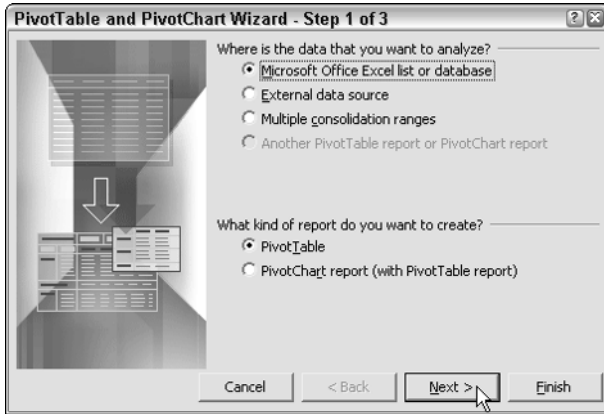 PivotTable and PivotChart Wizard - Step 1 of 3
Where is the data that you want to analyze?
Microsoft Office Excel list or database
External data source
Multiple consolidation ranges
Another PivotTable report or PivotChart report
What kind of report do you want to create?
PivotTable
PivotChart report (with PivotTable report)
Cancel
< Back
Next >
Finish